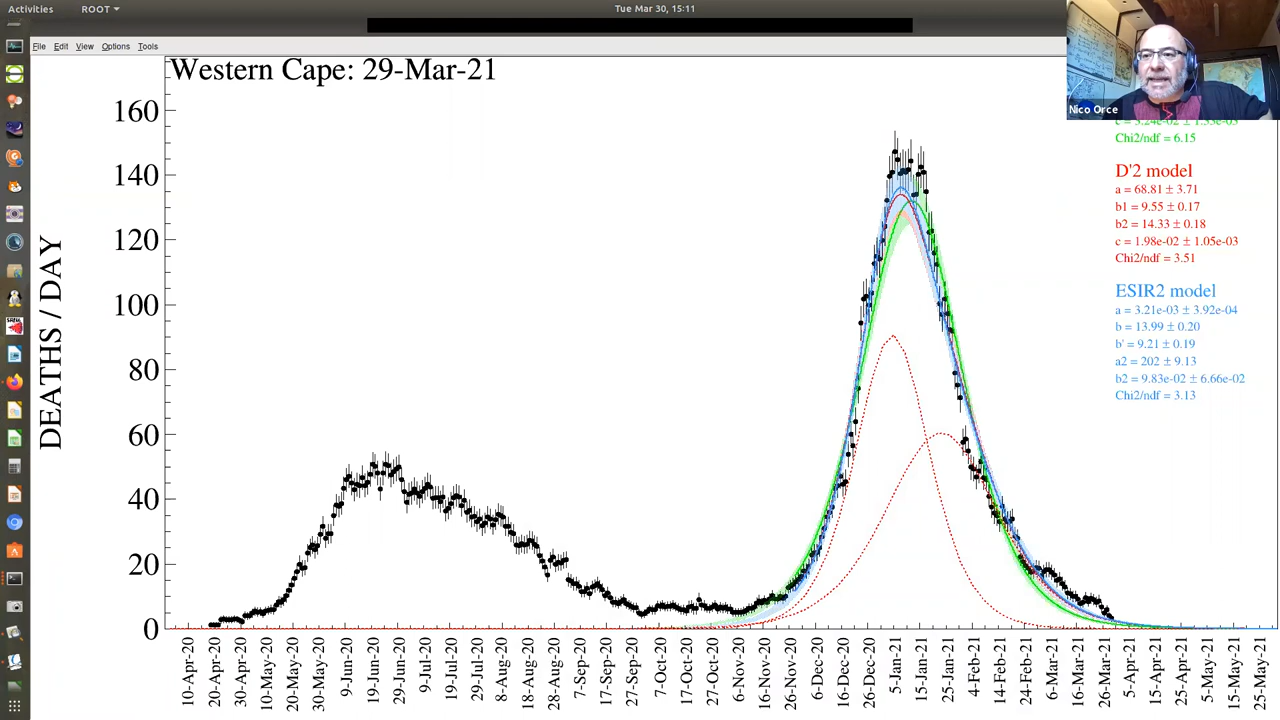 Activities ROOT Tue Mar 30, 15:11
File Edit View Options Tools
Western Cape: 29-Mar-21
Nico Orce
Chi2/ndf = 6.15
D'2 model
a = 68.81 ± 3.71
b1 = 9.55 ± 0.17
b2 = 14.33 ± 0.18
c = 1.98e-02 ± 1.05e-03
Chi2/ndf = 3.51
ESIR2 model
a = 3.21e-03 ± 3.92e-04
b = 13.99 ± 0.20
b' = 9.21 ± 0.19
a2 = 202 ± 9.13
b2 = 9.83e-02 ± 6.66e-02
Chi2/ndf = 3.13
DEATHS / DAY
160
140
120
100
80
60
40
20
0
10-Apr-20
20-Apr-20
30-Apr-20
10-May-20
20-May-20
30-May-20
9-Jun-20
19-Jun-20
29-Jun-20
9-Jul-20
19-Jul-20
29-Jul-20
8-Aug-20
18-Aug-20
28-Aug-20
7-Sep-20
17-Sep-20
27-Sep-20
7-Oct-20
17-Oct-20
27-Oct-20
6-Nov-20
16-Nov-20
26-Nov-20
6-Dec-20
16-Dec-20
26-Dec-20
5-Jan-21
15-Jan-21
25-Jan-21
4-Feb-21
14-Feb-21
24-Feb-21
6-Mar-21
16-Mar-21
26-Mar-21
5-Apr-21
15-Apr-21
25-Apr-21
5-May-21
15-May-21
25-May-21